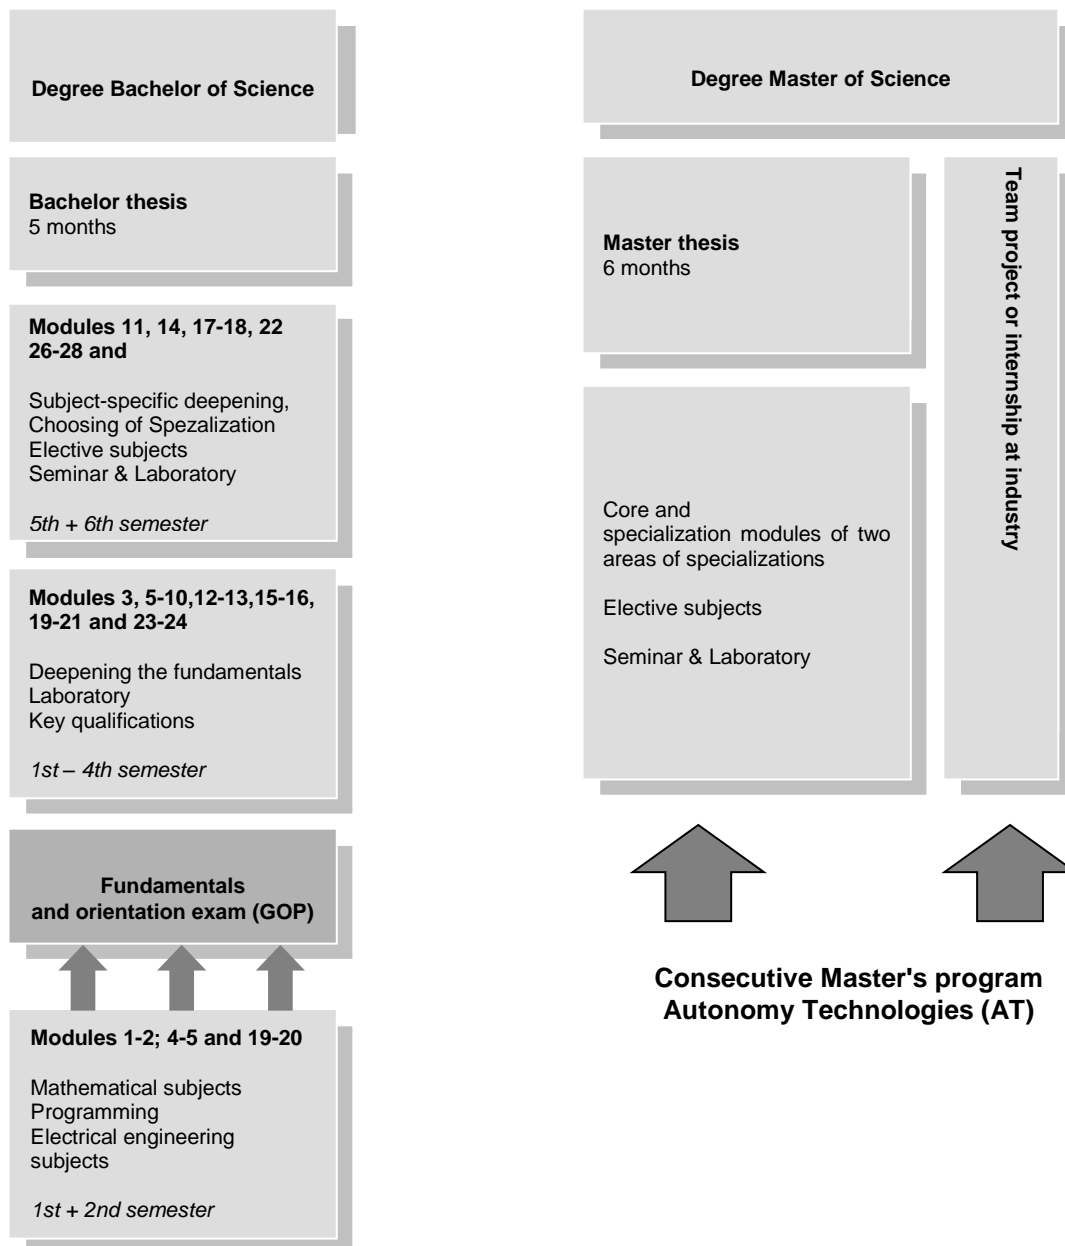 Degree Bachelor of Science
Bachelor thesis
5 months
Modules 11, 14, 17-18, 22
26-28 and
Subject-specific deepening,
Choosing of Spezalization
Elective subjects
Seminar & Laboratory
5th + 6th semester
Modules 3, 5-10,12-13,15-16,
19-21 and 23-24
Deepening the fundamentals
Laboratory
Key qualifications
1st – 4th semester
Fundamentals
and orientation exam (GOP)
Modules 1-2; 4-5 and 19-20
Mathematical subjects
Programming
Electrical engineering
subjects
1st + 2nd semester
Degree Master of Science
Master thesis
6 months
Team project or internship at industry
Core and
specialization modules of two
areas of specializations
Elective subjects
Seminar & Laboratory
Consecutive Master's program
Autonomy Technologies (AT)